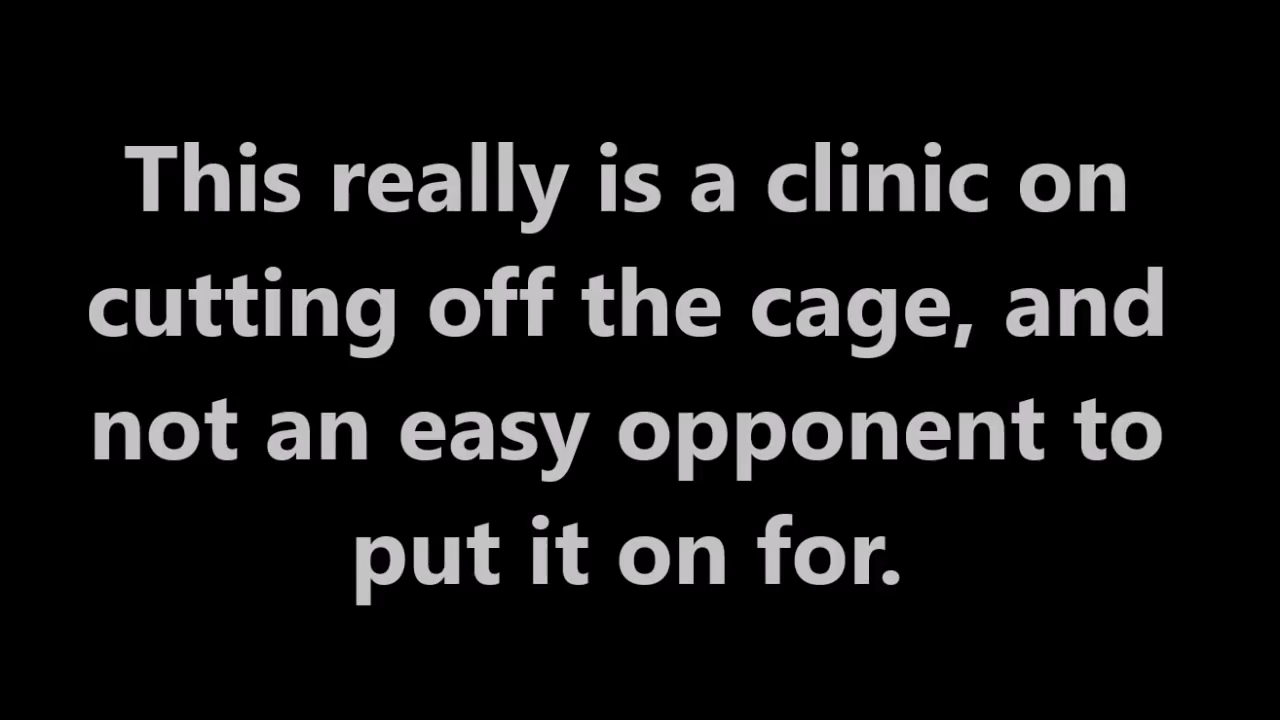 This really is a clinic on
cutting off the cage, and
not an easy opponent to
put it on for.